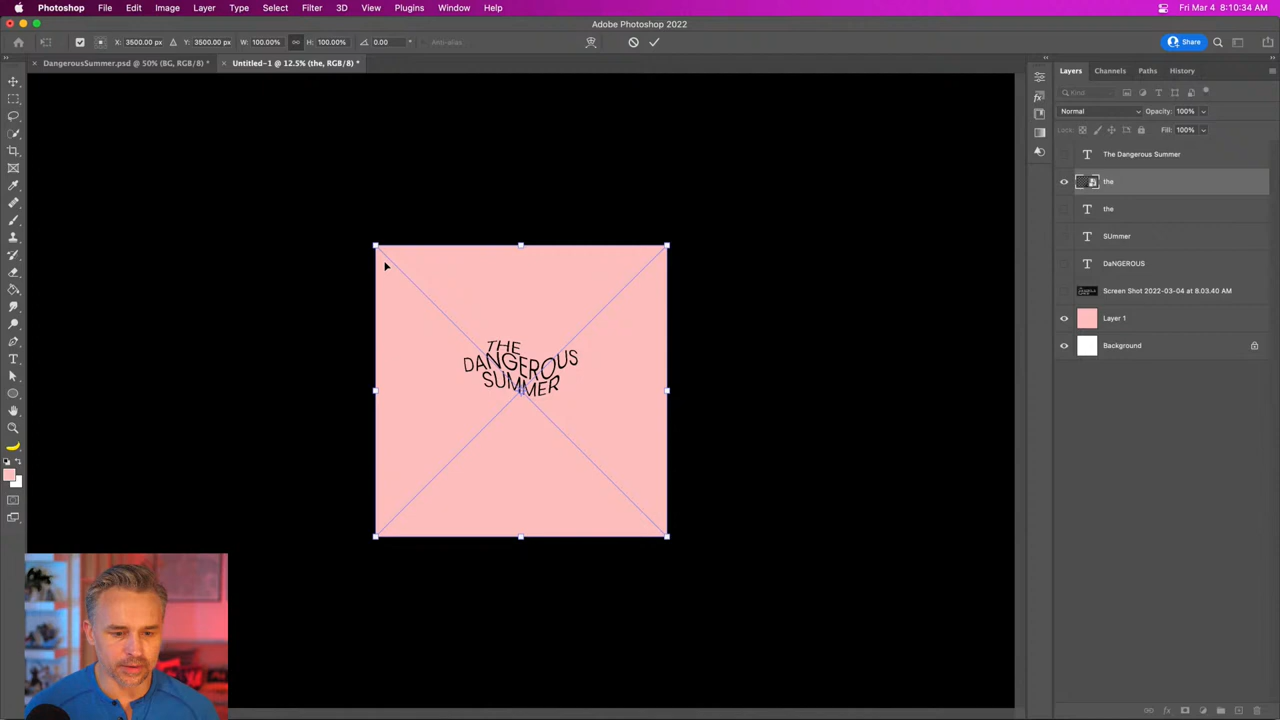 Photoshop File Edit Image Layer Type Select Filter 3D View Plugins Window Help Fri Mar 4 8:10:34 AM
Adobe Photoshop 2022
X: 3500.00 px Y: 3500.00 px W: 100.00% H: 100.00% 0.00 Anti-alias Share
DangerousSummer.psd @ 50% (BG, RGB/8) * Untitled-1 @ 12.5% (the, RGB/8) *
Layers Channels Paths History
Kind
Normal Opacity: 100%
Lock: Fill: 100%
The Dangerous Summer
the
the
SUmmer
DaNGEROUS
Screen Shot 2022-03-04 at 8.03.40 AM
Layer 1
Background
THE
DANGEROUS
SUMMER